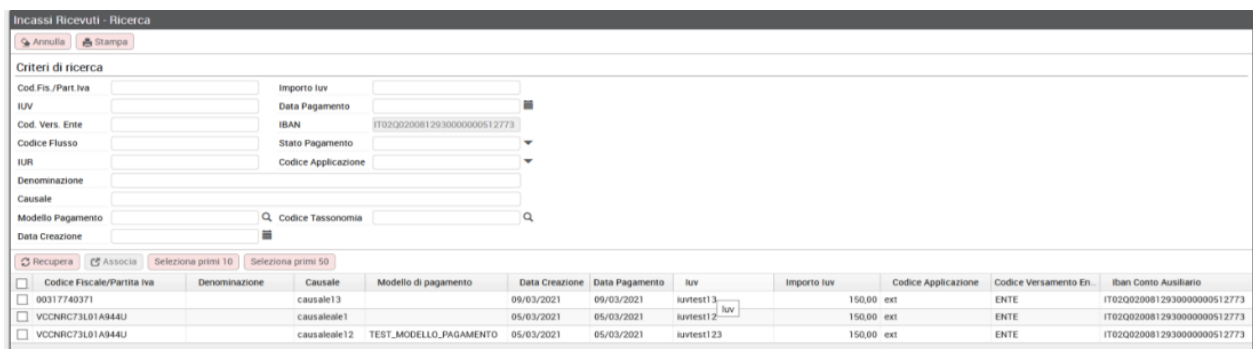 Incassi Ricevuti - Ricerca
Annulla Stampa
Criteri di ricerca
Cod.Fis./Part.Iva Importo Iuv
IUV Data Pagamento
Cod. Vers. Ente IBAN IT02Q0200812930000000512773
Codice Flusso Stato Pagamento
IUR Codice Applicazione
Denominazione
Causale
Modello Pagamento Codice Tassonomia
Data Creazione
Recupera Associa Seleziona primi 10 Seleziona primi 50
Codice Fiscale/Partita Iva Denominazione Causale Modello di pagamento Data Creazione Data Pagamento Iuv Importo Iuv Codice Applicazione Codice Versamento En... Iban Conto Ausiliario
00317740371 causale13 09/03/2021 09/03/2021 iuvtest13 150,00 ext ENTE IT02Q0200812930000000512773
Iuv
VCCNRC73L01A944U causaleale1 05/03/2021 05/03/2021 iuvtest12 150,00 ext ENTE IT02Q0200812930000000512773
VCCNRC73L01A944U causaleale12 TEST_MODELLO_PAGAMENTO 05/03/2021 05/03/2021 iuvtest123 150,00 ext ENTE IT02Q0200812930000000512773